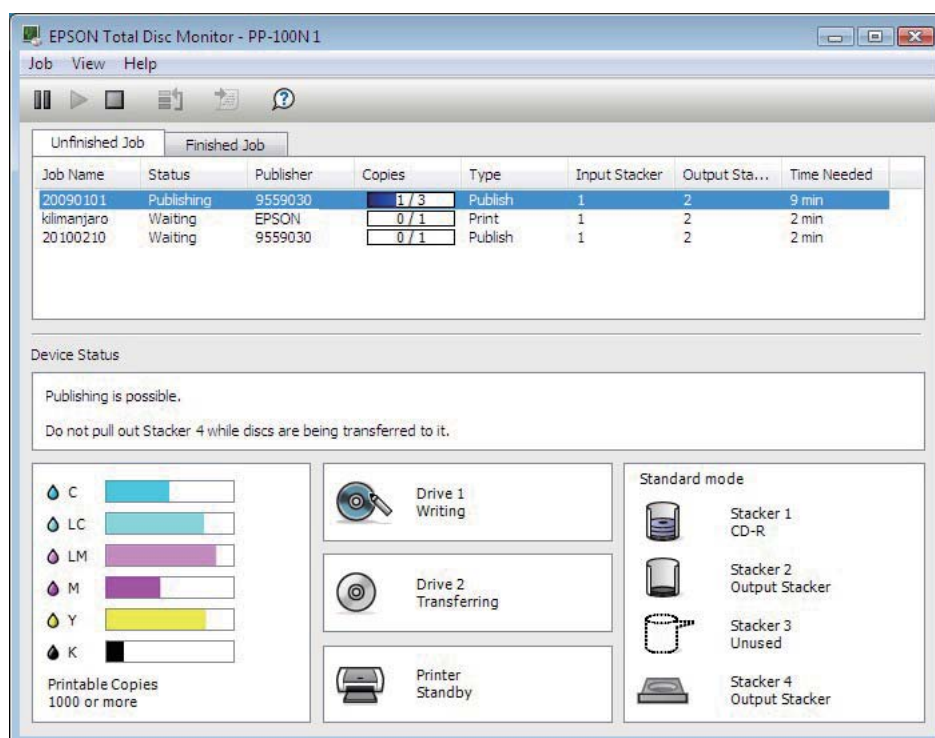 EPSON Total Disc Monitor - PP-100N 1
Job View Help
Unfinished Job Finished Job
Job Name Status Publisher Copies Type Input Stacker Output Sta... Time Needed
20090101 Publishing 9559030 1 / 3 Publish 1 2 9 min
kilimanjaro Waiting EPSON 0 / 1 Print 1 2 2 min
20100210 Waiting 9559030 0 / 1 Publish 1 2 2 min
Device Status
Publishing is possible.
Do not pull out Stacker 4 while discs are being transferred to it.
C
LC
LM
M
Y
K
Printable Copies
1000 or more
Drive 1
Writing
Drive 2
Transferring
Printer
Standby
Standard mode
Stacker 1
CD-R
Stacker 2
Output Stacker
Stacker 3
Unused
Stacker 4
Output Stacker